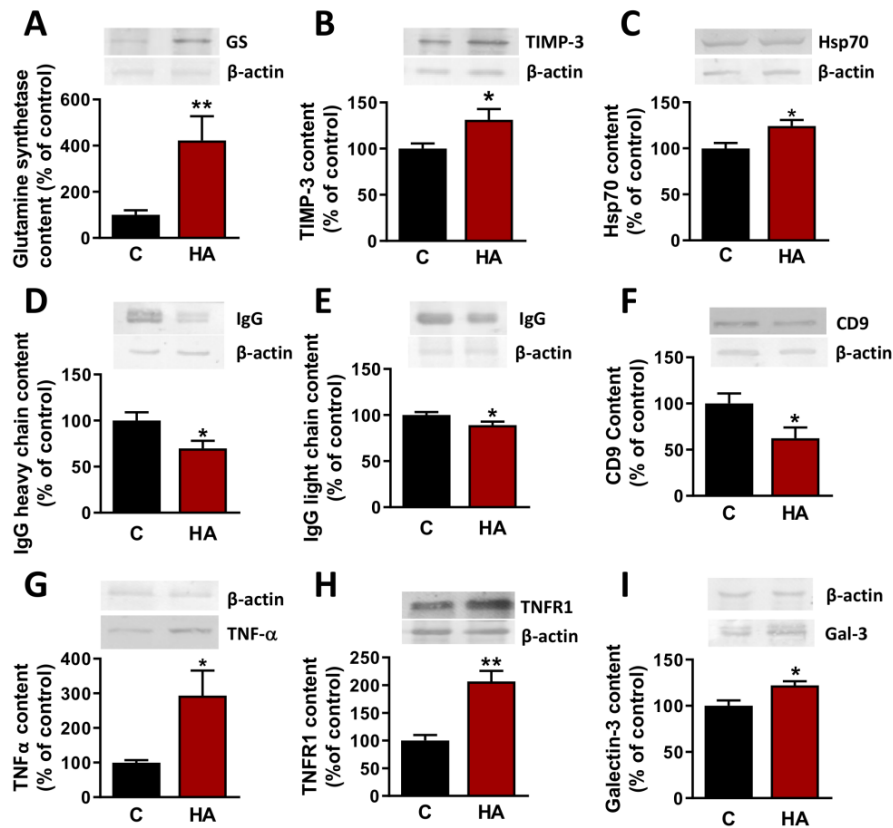 A
GS
β-actin
Glutamine synthetase
content (% of control)
600
400
200
0
**
C
HA
B
TIMP-3
β-actin
TIMP-3 content
(% of control)
150
100
50
0
*
C
HA
C
Hsp70
β-actin
Hsp70 content
(% of control)
150
100
50
0
*
C
HA
D
IgG
β-actin
IgG heavy chain content
(% of control)
150
100
50
0
*
C
HA
E
IgG
β-actin
IgG light chain content
(% of control)
150
100
50
0
*
C
HA
F
CD9
β-actin
CD9 Content
(% of control)
150
100
50
0
*
C
HA
G
β-actin
TNF-α
TNFα content
(% of control)
400
300
200
100
0
*
C
HA
H
TNFR1
β-actin
TNFR1 content
(%of control)
250
200
150
100
50
0
**
C
HA
I
β-actin
Gal-3
Galectin-3 content
(% of control)
150
100
50
0
*
C
HA